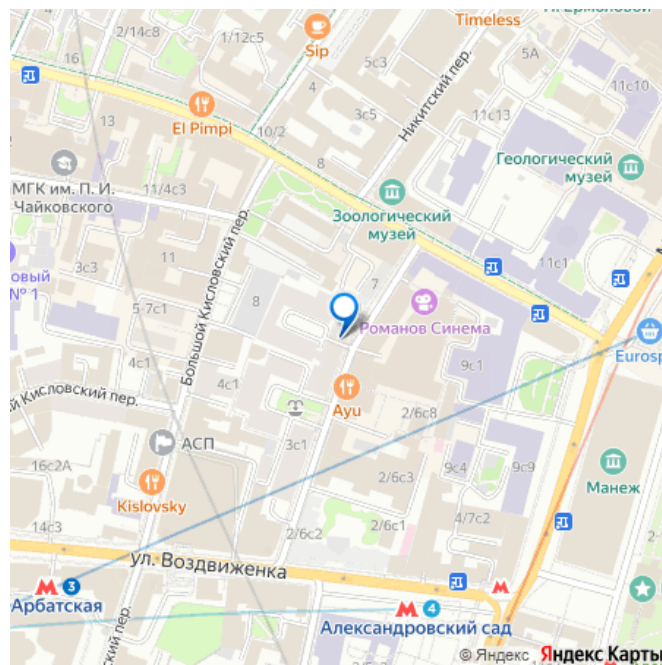 Timeless
16
2/14с8
1/12с5
Sip
5с3
5А
11с10
13
El Pimpi
10/2
4
3с5
Никитский пер.
8
Геологический
музей
МГК им. П. И.
Чайковского
11/4с3
Зоологический
музей
Большой Кисловский пер.
11
3с3
овый
№ 1
5-7с1
8
7
11с1
Романов Синема
Eurosp
4с1
4с1
9с1
й Кисловский пер.
Ayu
2/6с8
АСП
3с1
16с2А
Kislovsky
2/6с3
9с4
9с9
Манеж
14с3
2/6с2
2/6с1
4/7с2
ул. Воздвиженка
3
Арбатская
пер.
4
Александровский сад
© Яндекс Яндекс Карты